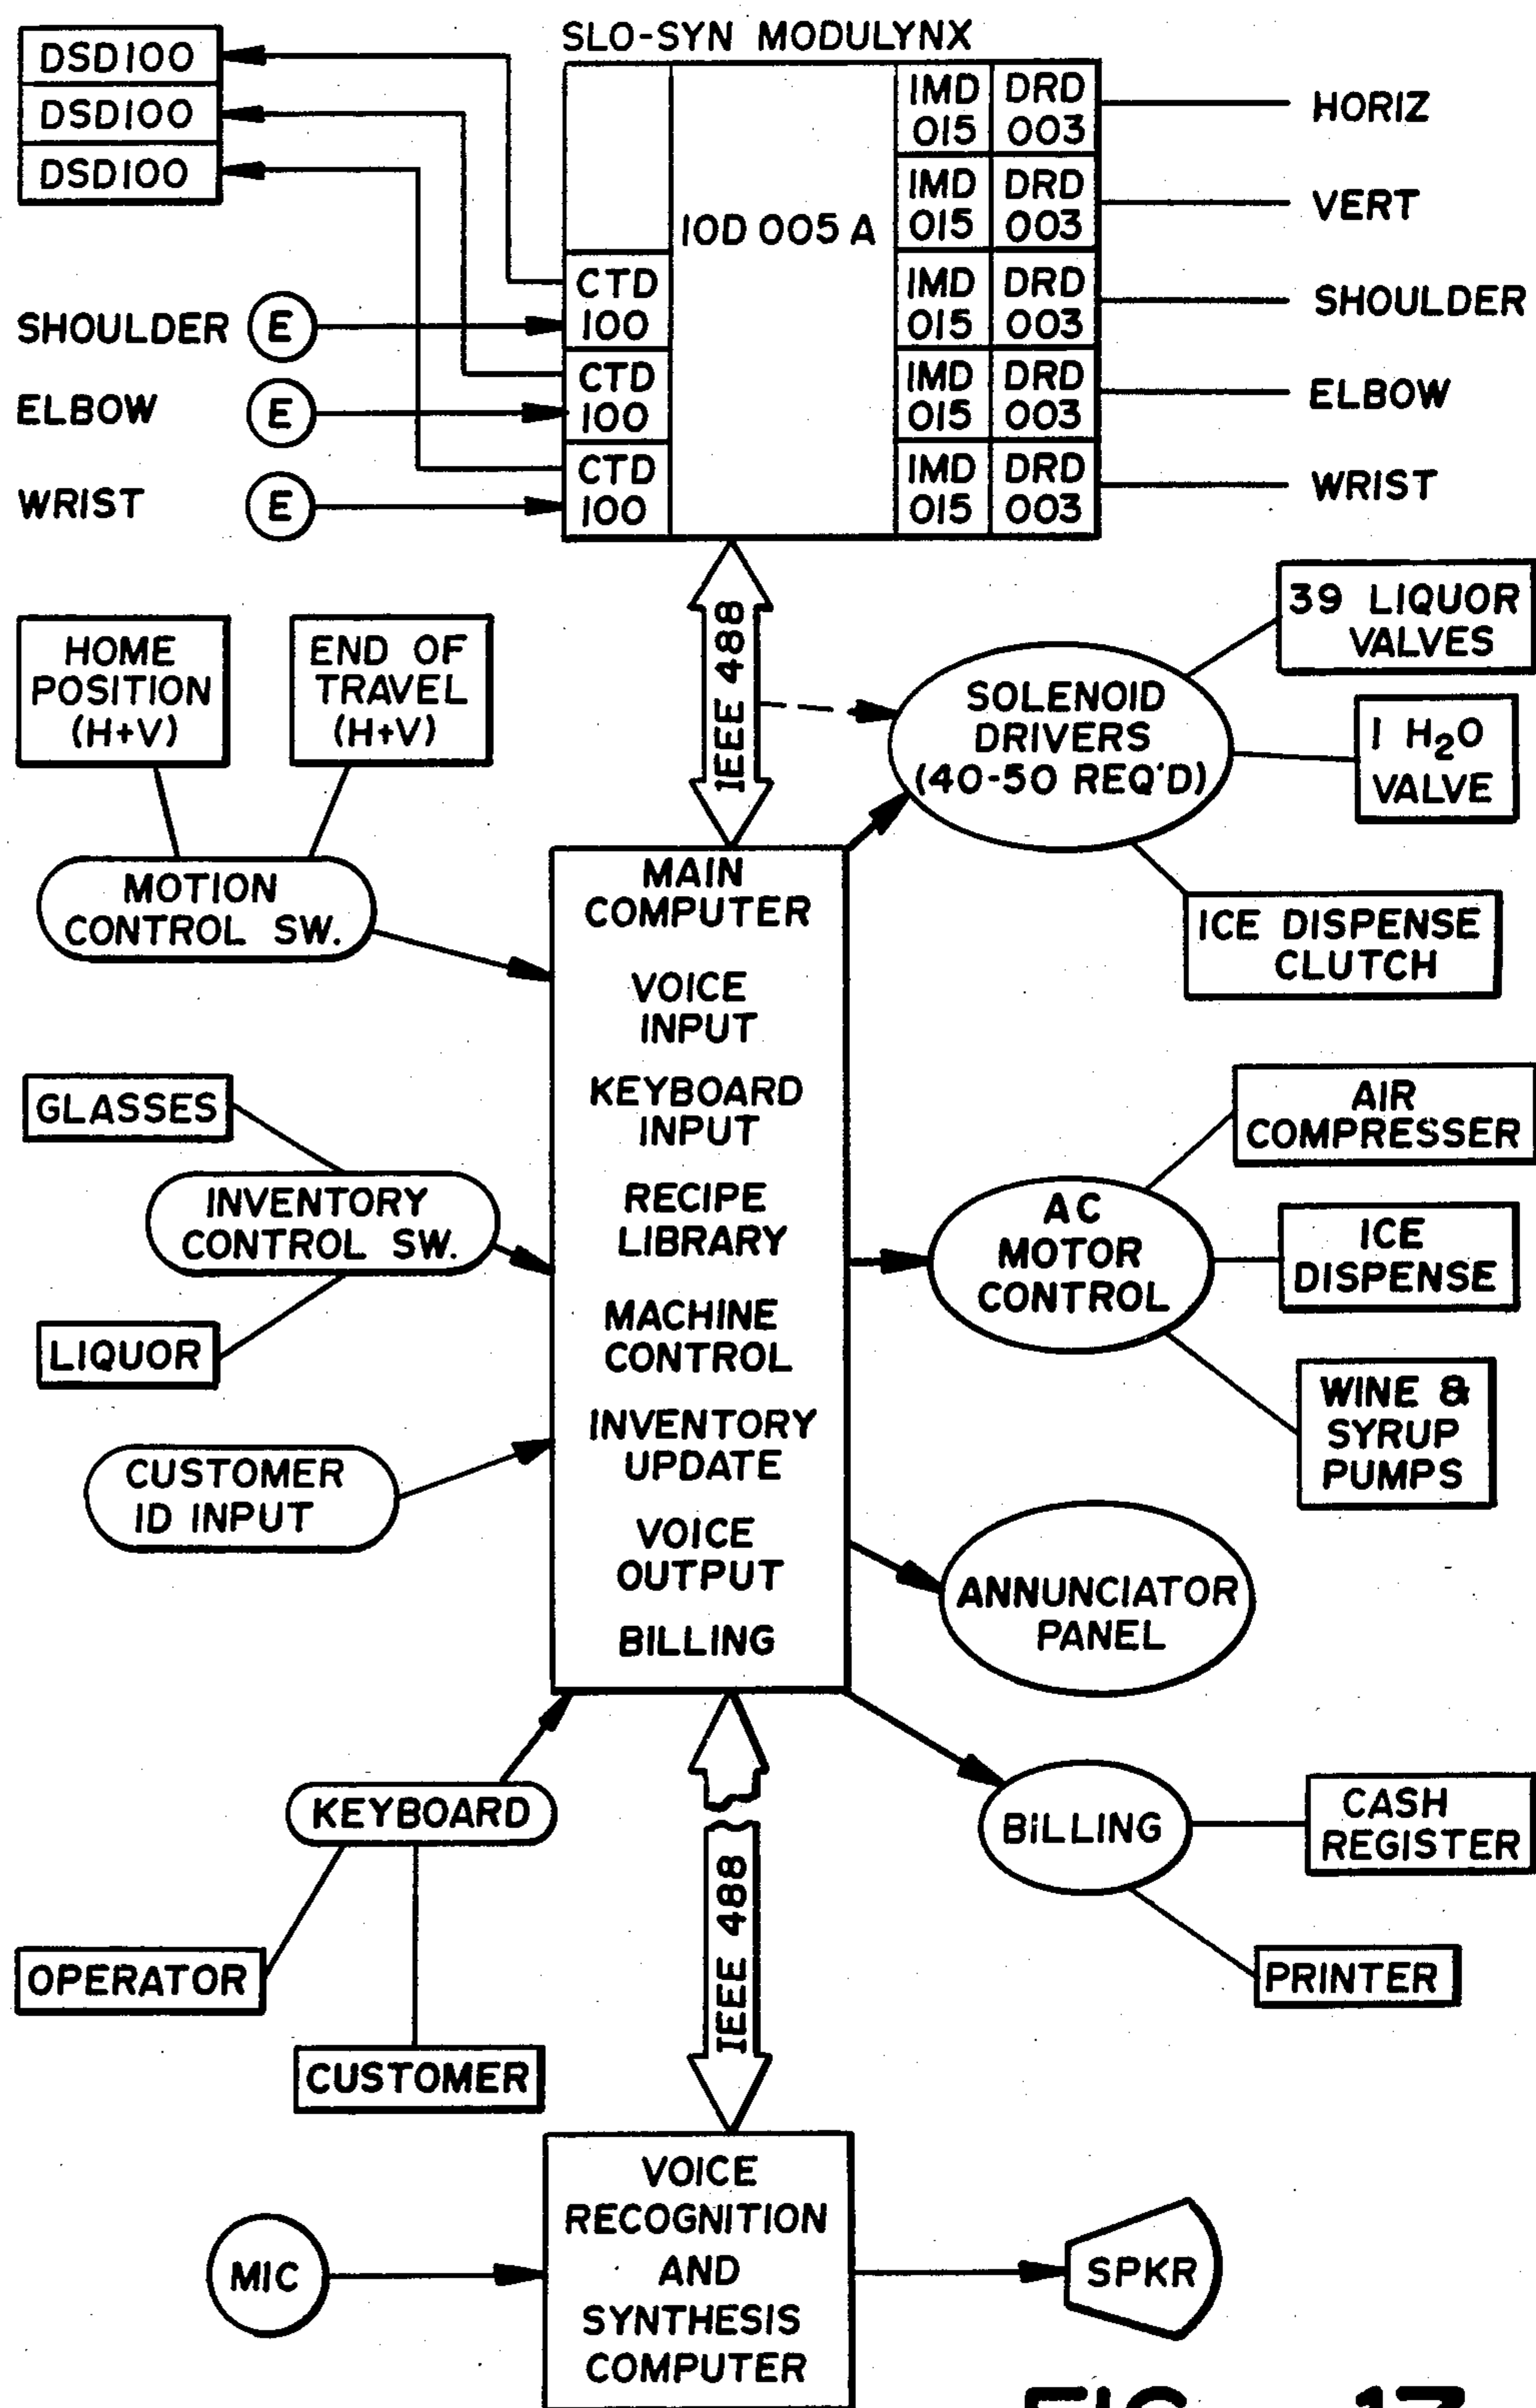 SLO-SYN MODULYNX
DSD100
DSD100
DSD100
IOD 005 A
CTD
100
CTD
100
CTD
100
IMD
015
DRD
003
IMD
015
DRD
003
IMD
015
DRD
003
IMD
015
DRD
003
IMD
015
DRD
003
HORIZ
VERT
SHOULDER
ELBOW
WRIST
SHOULDER E
ELBOW E
WRIST E
IEEE 488
HOME
POSITION
(H+V)
END OF
TRAVEL
(H+V)
MOTION
CONTROL SW.
SOLENOID
DRIVERS
(40-50 REQ'D)
39 LIQUOR
VALVES
1 H₂O
VALVE
ICE DISPENSE
CLUTCH
MAIN
COMPUTER
VOICE
INPUT
KEYBOARD
INPUT
RECIPE
LIBRARY
MACHINE
CONTROL
INVENTORY
UPDATE
VOICE
OUTPUT
BILLING
GLASSES
INVENTORY
CONTROL SW.
LIQUOR
CUSTOMER
ID INPUT
AC
MOTOR
CONTROL
AIR
COMPRESSER
ICE
DISPENSE
WINE &
SYRUP
PUMPS
ANNUNCIATOR
PANEL
KEYBOARD
OPERATOR
CUSTOMER
IEEE 488
BILLING
CASH
REGISTER
PRINTER
MIC
VOICE
RECOGNITION
AND
SYNTHESIS
COMPUTER
SPKR
FIG. 17